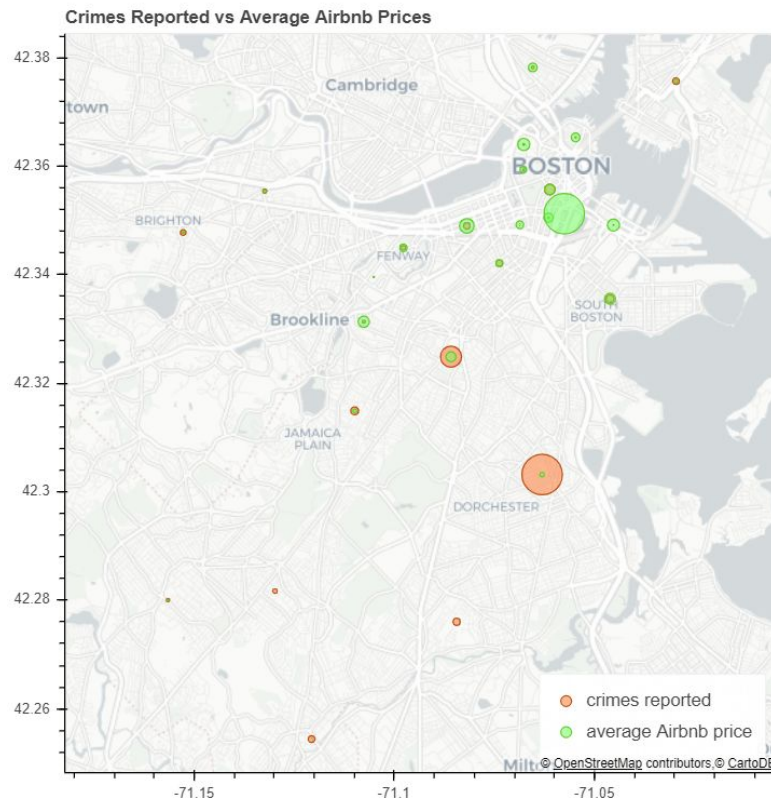 Crimes Reported vs Average Airbnb Prices
42.38
Cambridge
town
42.36
BOSTON
BRIGHTON
FENWAY
42.34
SOUTH
BOSTON
Brookline
42.32
JAMAICA
PLAIN
42.3
DORCHESTER
42.28
crimes reported
42.26
average Airbnb price
Milto
© OpenStreetMap contributors,© CartoDB
-71.15
-71.1
-71.05